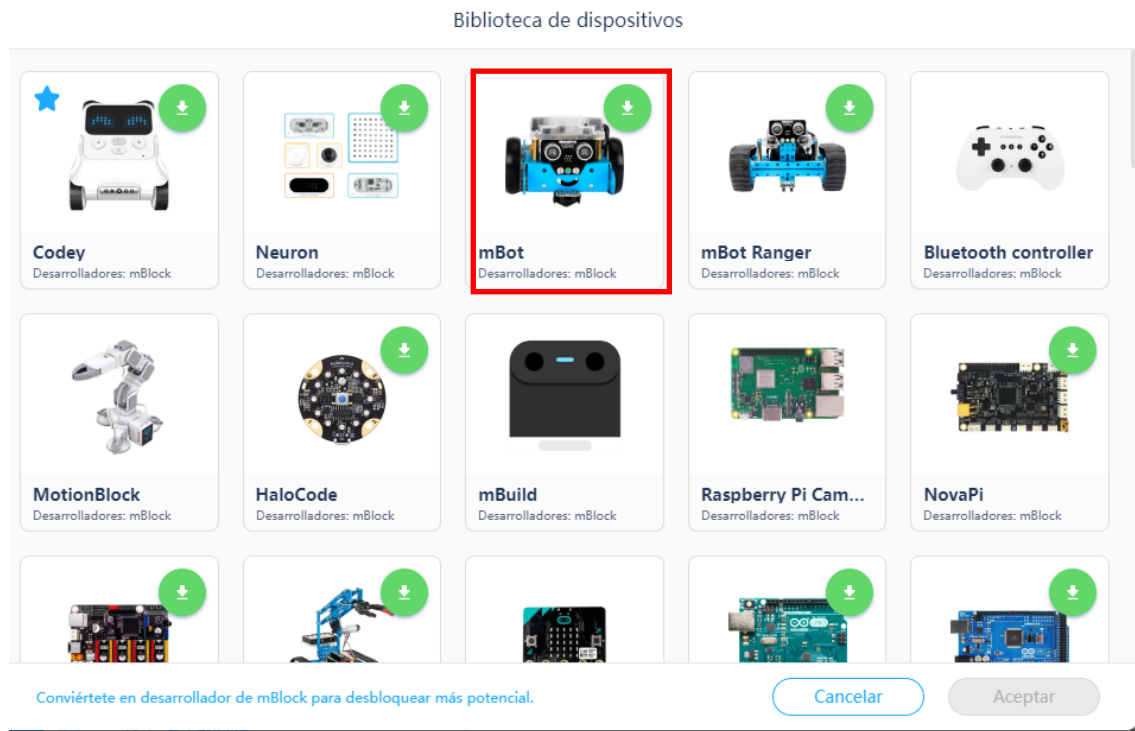 Biblioteca de dispositivos
Codey
Desarrolladores: mBlock
Neuron
Desarrolladores: mBlock
mBot
Desarrolladores: mBlock
mBot Ranger
Desarrolladores: mBlock
Bluetooth controller
Desarrolladores: mBlock
MotionBlock
Desarrolladores: mBlock
HaloCode
Desarrolladores: mBlock
mBuild
Desarrolladores: mBlock
Raspberry Pi Cam...
Desarrolladores: mBlock
NovaPi
Desarrolladores: mBlock
Conviértete en desarrollador de mBlock para desbloquear más potencial.
Cancelar
Aceptar